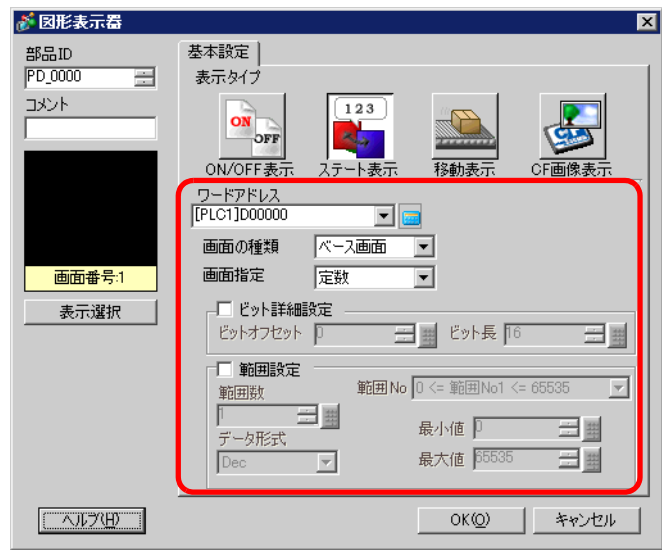 図形表示器
部品ID
PD_0000
コメント
画面番号:1
表示選択
基本設定
表示タイプ
ON
OFF
123
ON/OFF表示
ステート表示
移動表示
CF画像表示
ワードアドレス
[PLC1]D00000
画面の種類 ベース画面
画面指定 定数
ビット詳細設定
ビットオフセット 0 ビット長 16
範囲設定
範囲数
1
範囲No 0 <= 範囲No1 <= 65535
データ形式
Dec
最小値 0
最大値 65535
ヘルプ(H)
OK(O)
キャンセル